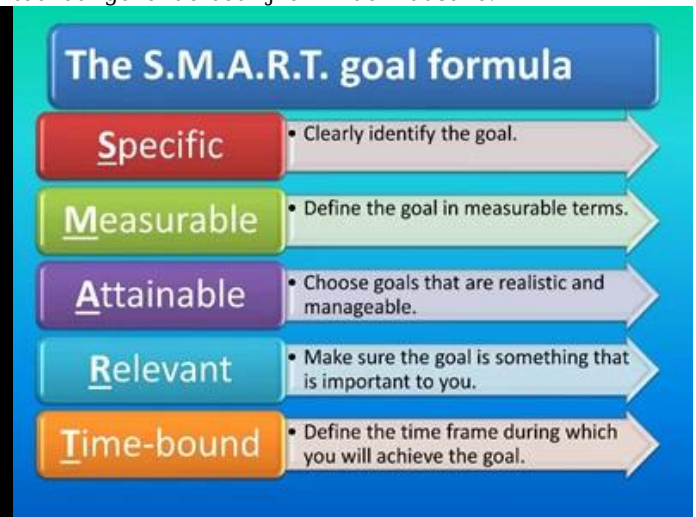 The S.M.A.R.T. goal formula
Specific
• Clearly identify the goal.
Measurable
• Define the goal in measurable terms.
Attainable
• Choose goals that are realistic and
manageable.
Relevant
• Make sure the goal is something that
is important to you.
Time-bound
• Define the time frame during which
you will achieve the goal.